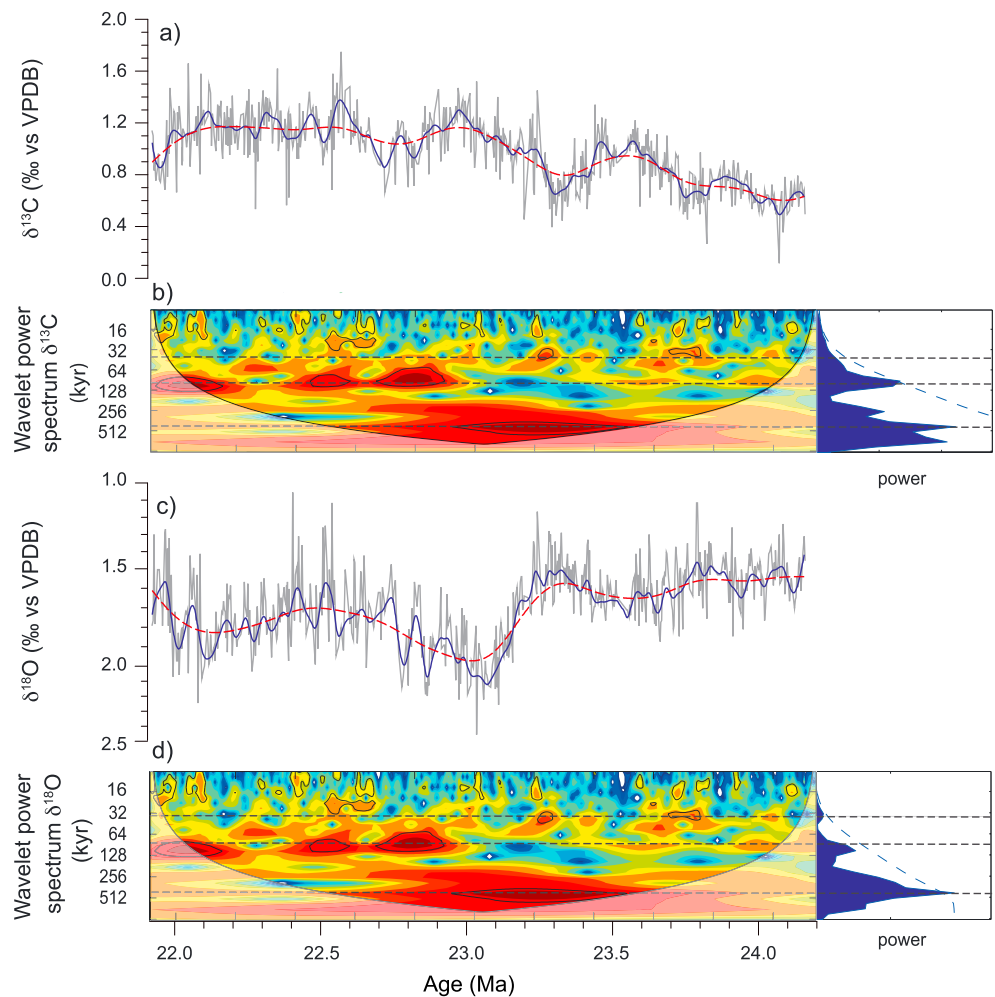 a)
2.0
1.6
1.2
0.8
0.4
0.0
δ¹³C (‰ vs VPDB)
b)
Wavelet power
spectrum δ¹³C
(kyr)
16
32
64
128
256
512
power
c)
1.0
1.5
2.0
2.5
δ¹⁸O (‰ vs VPDB)
d)
Wavelet power
spectrum δ¹⁸O
(kyr)
16
32
64
128
256
512
power
22.0 22.5 23.0 23.5 24.0
Age (Ma)